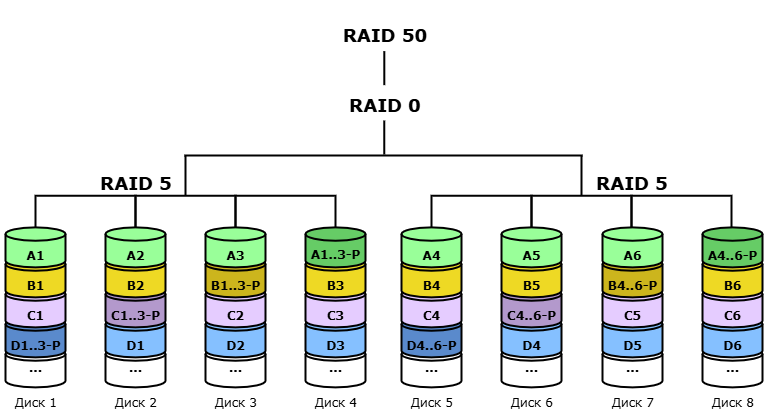 RAID 50
RAID 0
RAID 5 RAID 5
A1 A2 A3 A1..3-P A4 A5 A6 A4..6-P
B1 B2 B1..3-P B3 B4 B5 B4..6-P B6
C1 C1..3-P C2 C3 C4 C4..6-P C5 C6
D1..3-P D1 D2 D3 D4..6-P D4 D5 D6
... ... ... ... ... ... ... ...
Диск 1 Диск 2 Диск 3 Диск 4 Диск 5 Диск 6 Диск 7 Диск 8